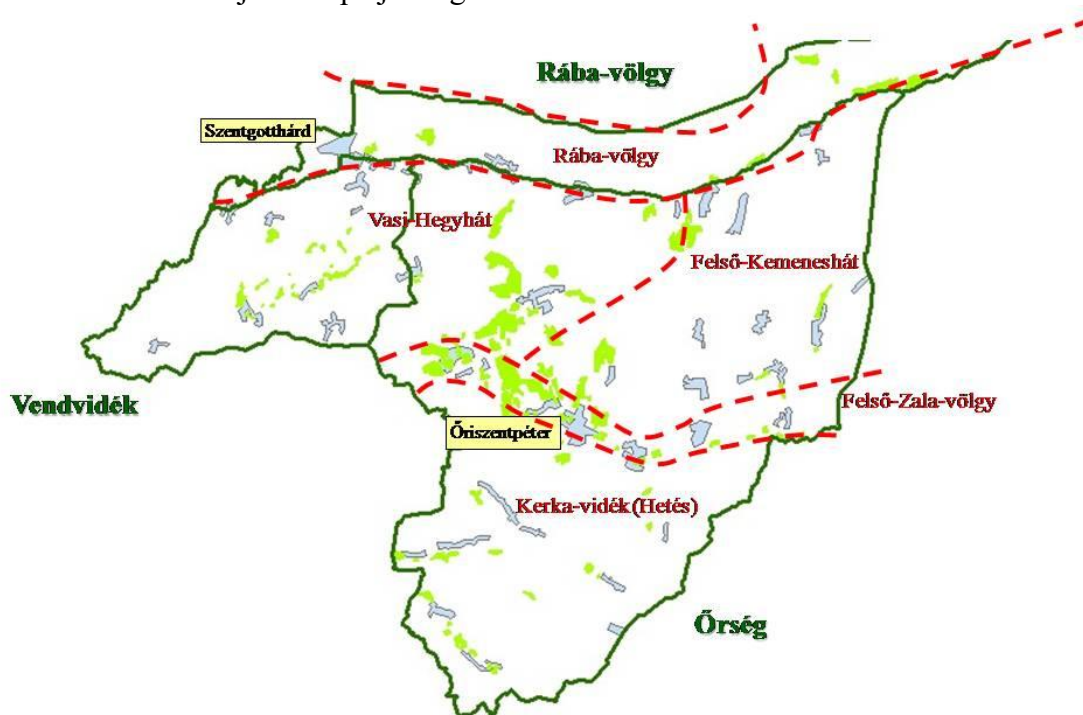 Rába-völgy
Szentgotthárd
Rába-völgy
Vasi-Hegyhát
Felső-Kemeneshát
Vendvidék
Felső-Zala-völgy
Őriszentpéter
Kerka-vidék (Hetés)
Őrség